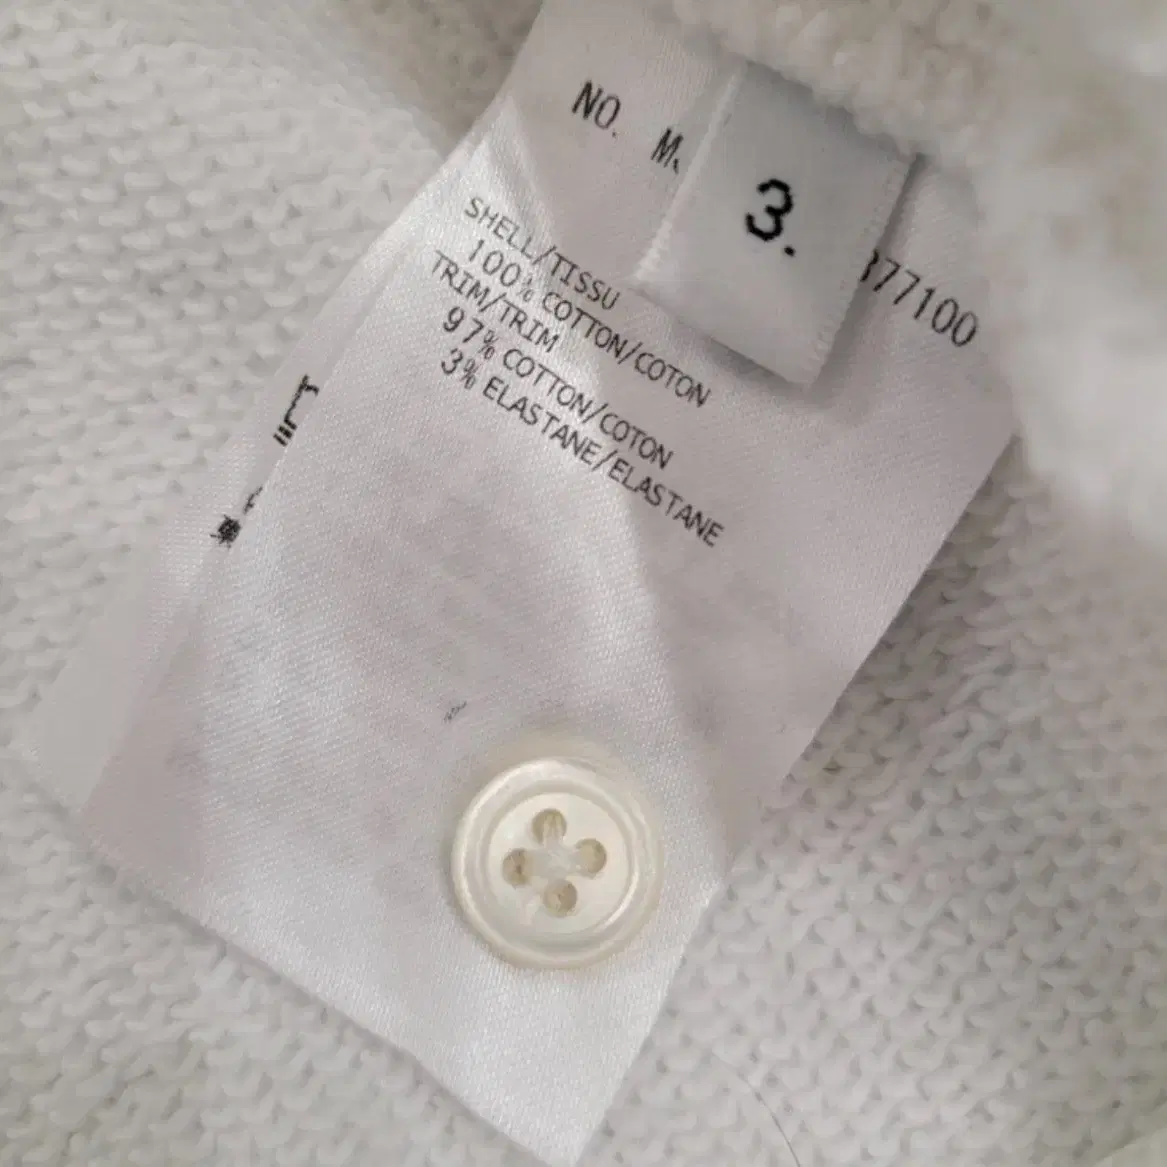 NO. M
3.
77100
SHELL/TISSU
100% COTTON/COTON
TRIM/TRIM
97% COTTON/COTON
3% ELASTANE/ELASTANE